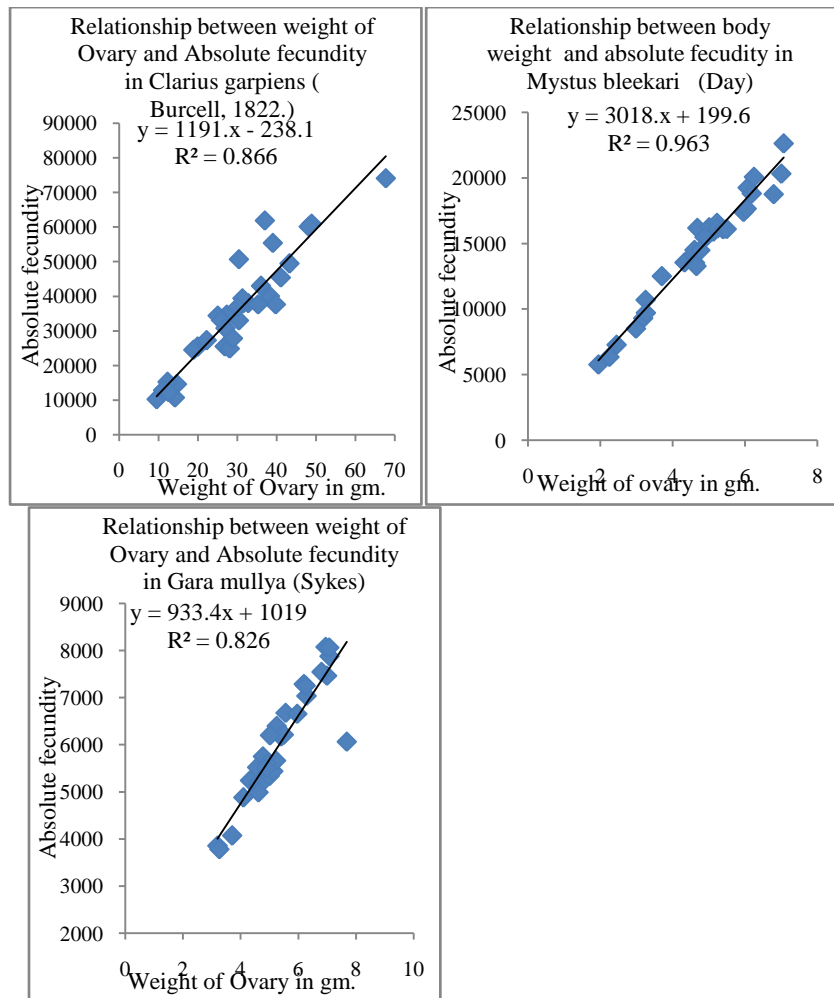 Relationship between weight of
Ovary and Absolute fecundity
in Clarius garpiens (
Burcell, 1822.)
y = 1191.x - 238.1
R² = 0.866
Absolute fecundity
90000
80000
70000
60000
50000
40000
30000
20000
10000
0
0 10 20 30 40 50 60 70
Weight of Ovary in gm.
Relationship between body
weight and absolute fecudity in
Mystus bleekari (Day)
y = 3018.x + 199.6
R² = 0.963
Absolute fecundity
25000
20000
15000
10000
5000
0
0 2 4 6 8
Weight of ovary in gm.
Relationship between weight of
Ovary and Absolute fecundity
in Gara mullya (Sykes)
y = 933.4x + 1019
R² = 0.826
Absolute fecundity
9000
8000
7000
6000
5000
4000
3000
2000
0 2 4 6 8 10
Weight of Ovary in gm.